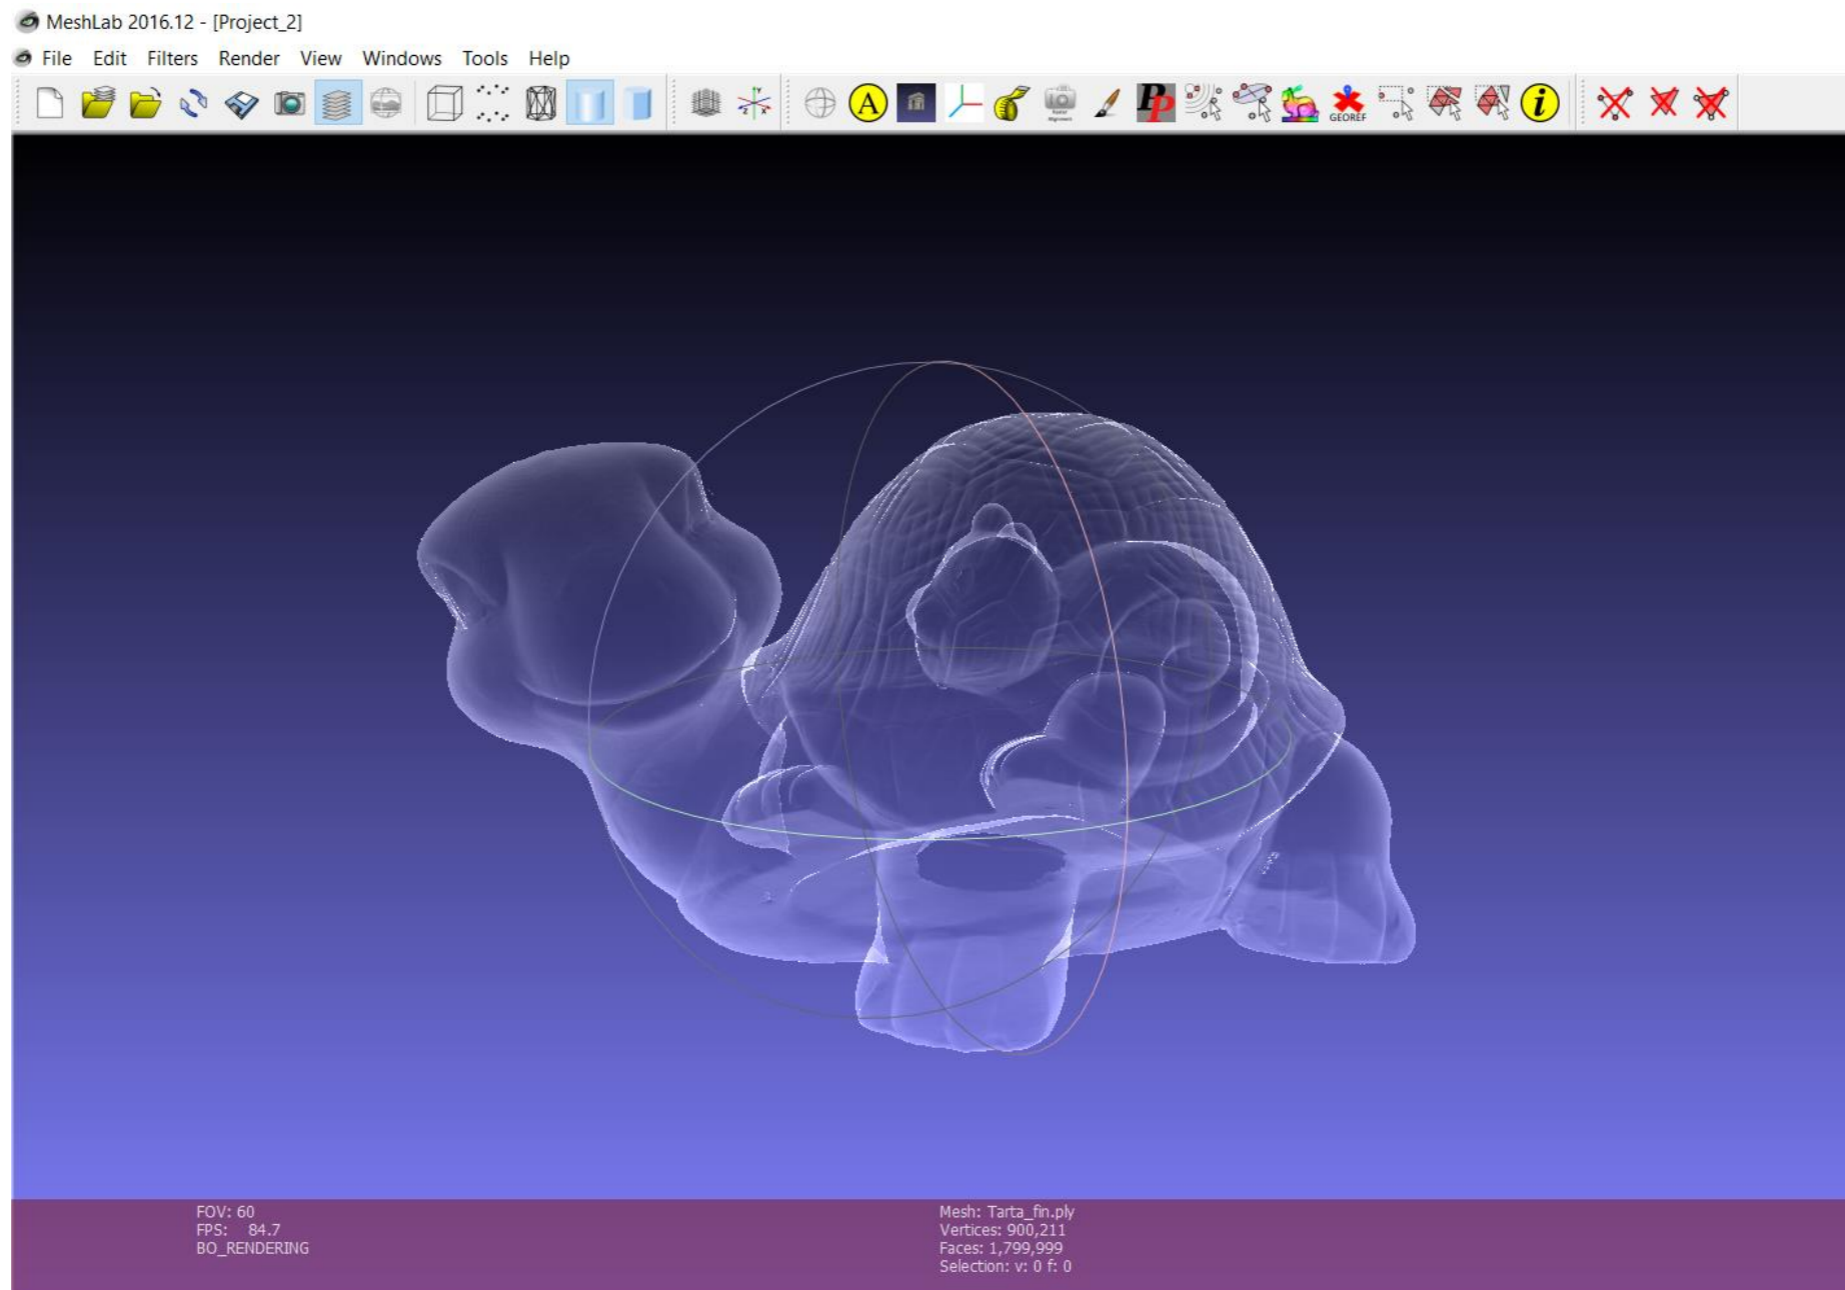 MeshLab 2016.12 - [Project_2]
File Edit Filters Render View Windows Tools Help
A
Pp
GEOREF
i
FOV: 60
FPS: 84.7
BO_RENDERING
Mesh: Tarta_fin.ply
Vertices: 900,211
Faces: 1,799,999
Selection: v: 0 f: 0